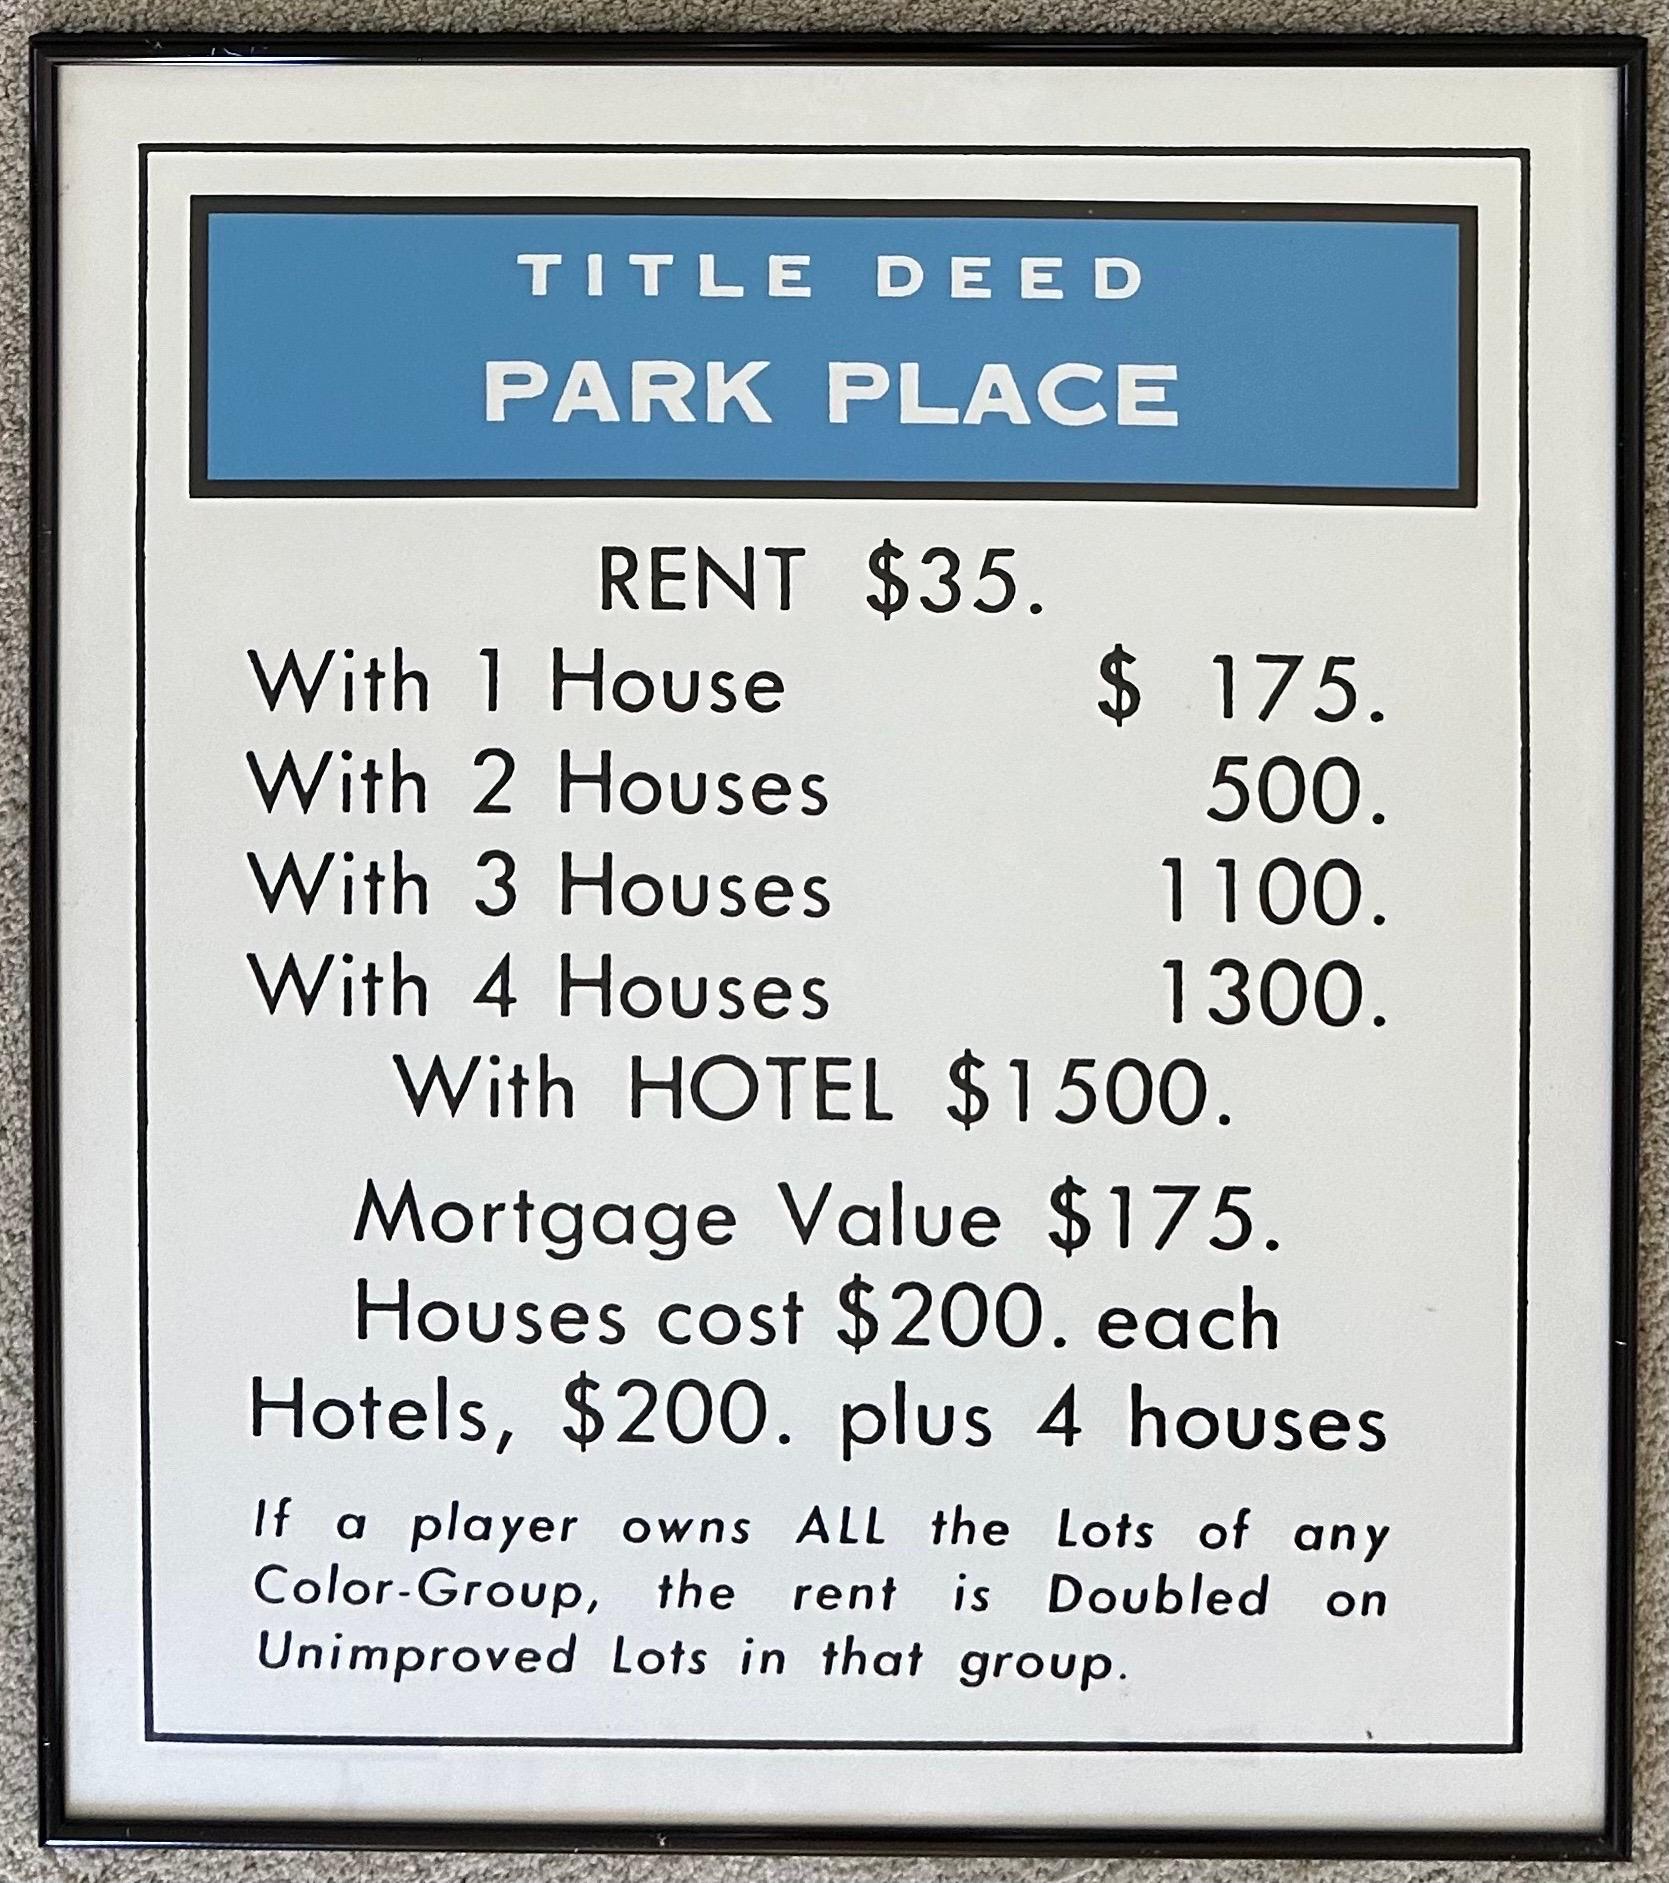 TITLE DEED
PARK PLACE
RENT $35.
With 1 House $ 175.
With 2 Houses 500.
With 3 Houses 1100.
With 4 Houses 1300.
With HOTEL $1500.
Mortgage Value $175.
Houses cost $200. each
Hotels, $200. plus 4 houses
If a player owns ALL the Lots of any
Color-Group, the rent is Doubled on
Unimproved Lots in that group.